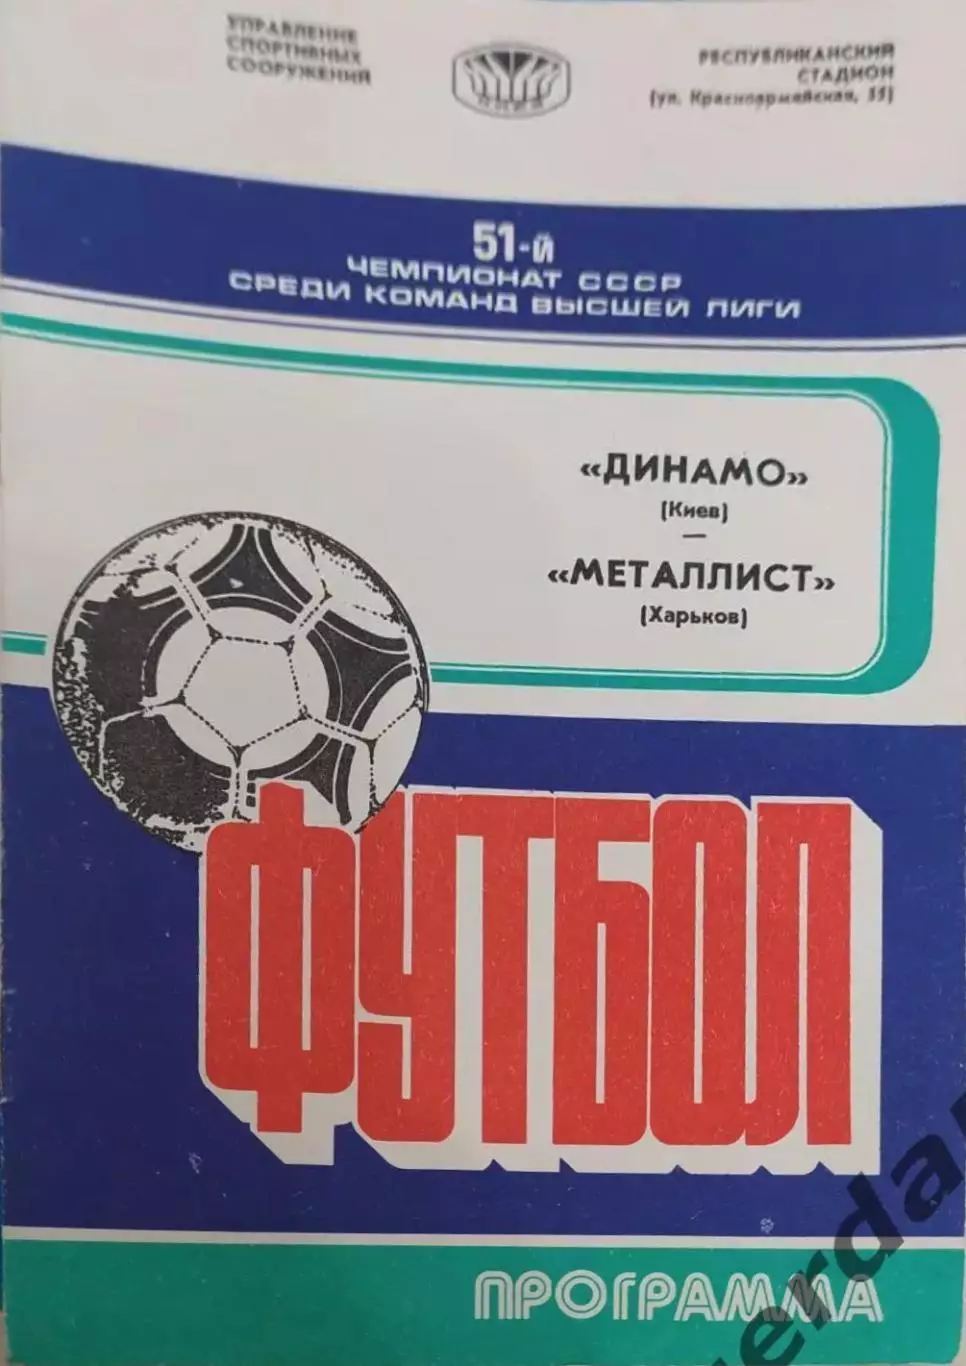 УПРАВЛЕНИЕ
СПОРТИВНЫХ
СООРУЖЕНИЙ
РЕСПУБЛИКАНСКИЙ
СТАДИОН
(ул. Красноармейская, 55)
51-й
ЧЕМПИОНАТ СССР
СРЕДИ КОМАНД ВЫСШЕЙ ЛИГИ
«ДИНАМО»
(Киев)
—
«МЕТАЛЛИСТ»
(Харьков)
ФУТБОЛ
ПРОГРАММА